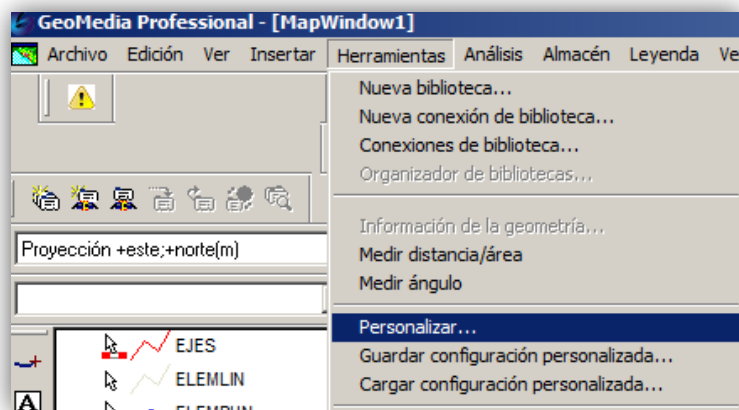 GeoMedia Professional - [MapWindow1]
Archivo Edición Ver Insertar Herramientas Análisis Almacén Leyenda Ve
Nueva biblioteca...
Nueva conexión de biblioteca...
Conexiones de biblioteca...
Organizador de bibliotecas...
Información de la geometría...
Proyección +este;+norte(m)
Medir distancia/área
Medir ángulo
Personalizar...
EJES
Guardar configuración personalizada...
ELEMLIN
Cargar configuración personalizada...
A
ELEMPUN